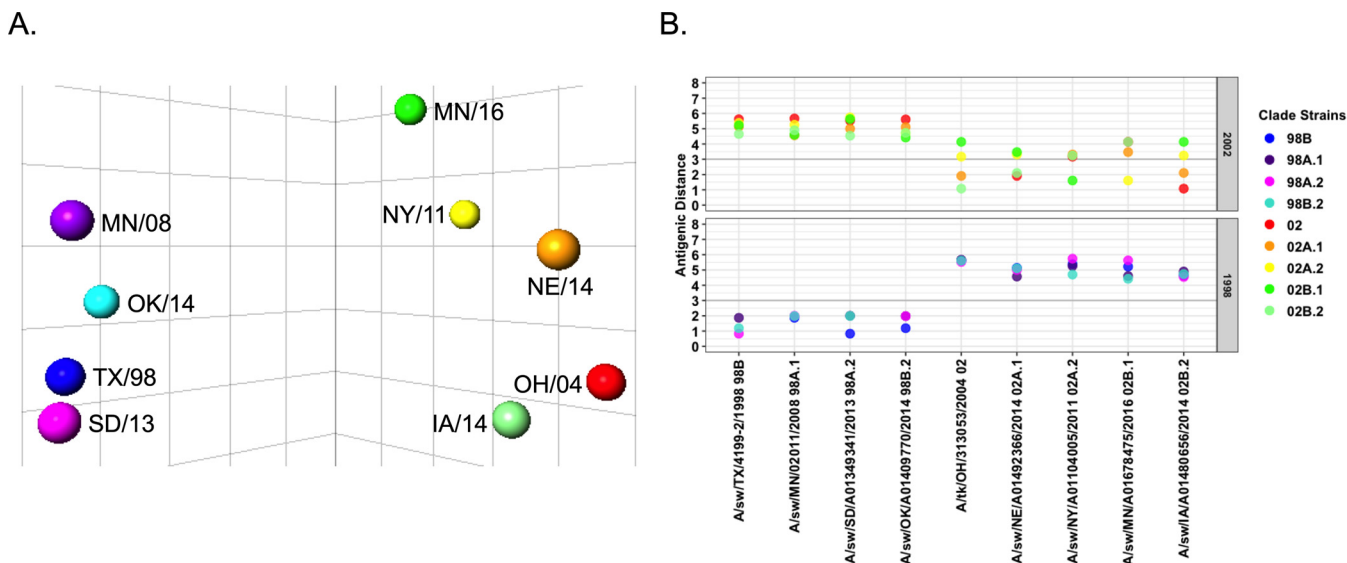 A.
B.
MN/16
MN/08
NY/11
NE/14
OK/14
TX/98
OH/04
SD/13
IA/14
Antigenic Distance
8
7
6
5
4
3
2
1
0
2002
8
7
6
5
4
3
2
1
0
1998
A/sw/TX/4199-2/1998 98B
A/sw/MN/02011/2008 98A.1
A/sw/SD/A01349341/2013 98A.2
A/sw/OK/A01409770/2014 98B.2
A/tk/OH/313053/2004 02
A/sw/NE/A01492366/2014 02A.1
A/sw/NY/A01104005/2011 02A.2
A/sw/MN/A01678475/2016 02B.1
A/sw/IA/A01480656/2014 02B.2
Clade Strains
98B
98A.1
98A.2
98B.2
02
02A.1
02A.2
02B.1
02B.2